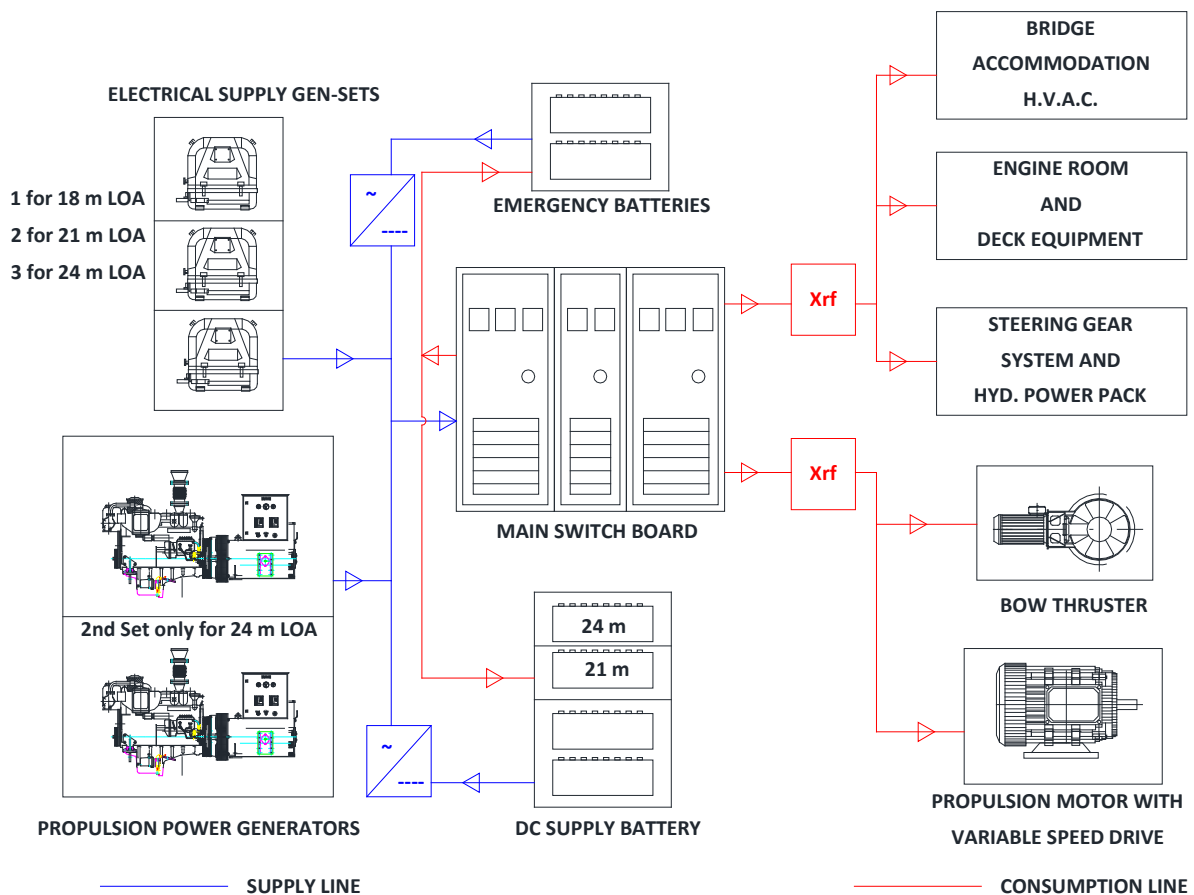 ELECTRICAL SUPPLY GEN-SETS
1 for 18 m LOA
2 for 21 m LOA
3 for 24 m LOA
~
----
EMERGENCY BATTERIES
BRIDGE
ACCOMMODATION
H.V.A.C.
ENGINE ROOM
AND
DECK EQUIPMENT
Xrf
STEERING GEAR
SYSTEM AND
HYD. POWER PACK
MAIN SWITCH BOARD
Xrf
BOW THRUSTER
2nd Set only for 24 m LOA
24 m
21 m
~
----
PROPULSION POWER GENERATORS
DC SUPPLY BATTERY
PROPULSION MOTOR WITH
VARIABLE SPEED DRIVE
SUPPLY LINE
CONSUMPTION LINE